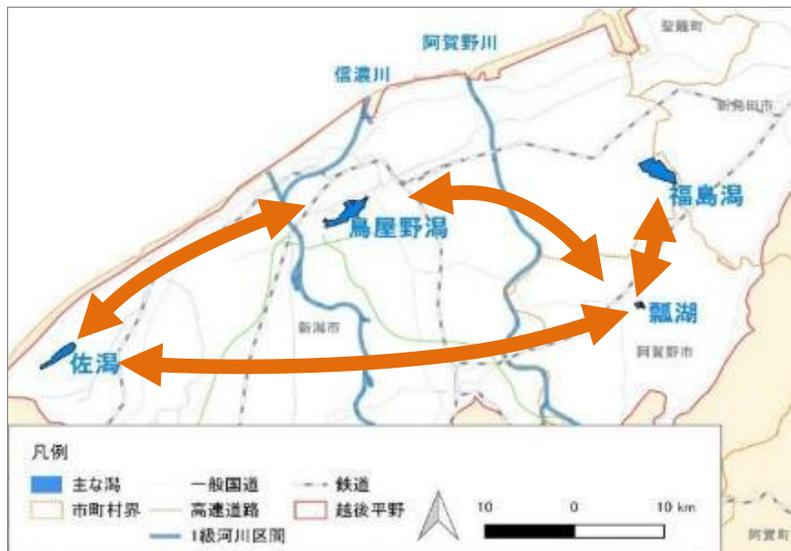 聖籠町
阿賀野川
信濃川
新発田市
福島潟
鳥屋野潟
瓢湖
新潟市
阿賀野市
佐潟
凡例
主な潟 一般国道 鉄道
市町村界 高速道路 越後平野
1級河川区間
10 0 10 km
阿賀町